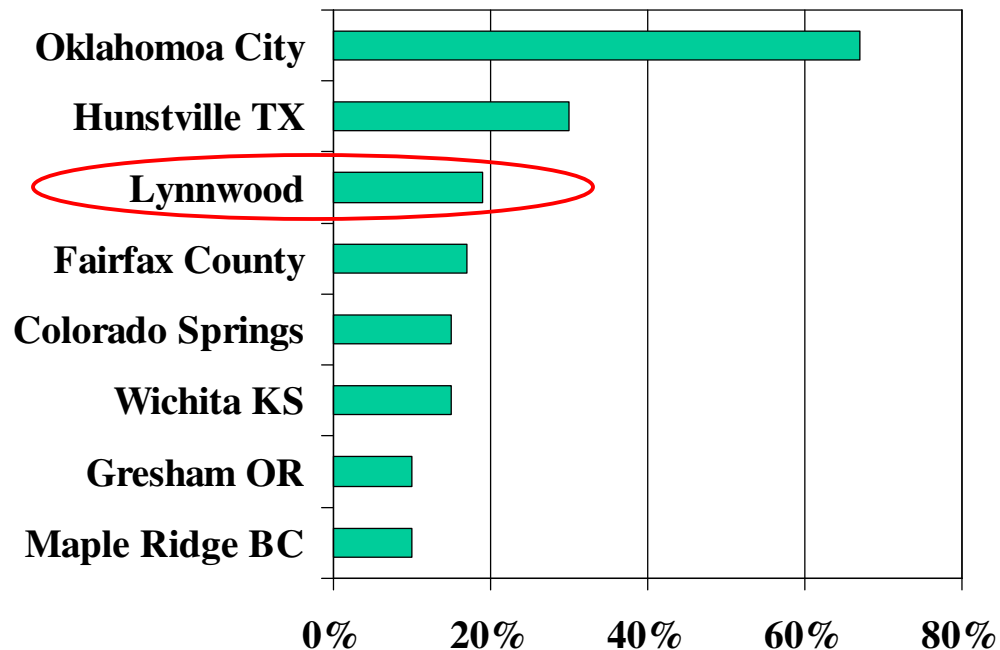 Oklahomoa City
Hunstville TX
Lynnwood
Fairfax County
Colorado Springs
Wichita KS
Gresham OR
Maple Ridge BC
0% 20% 40% 60% 80%